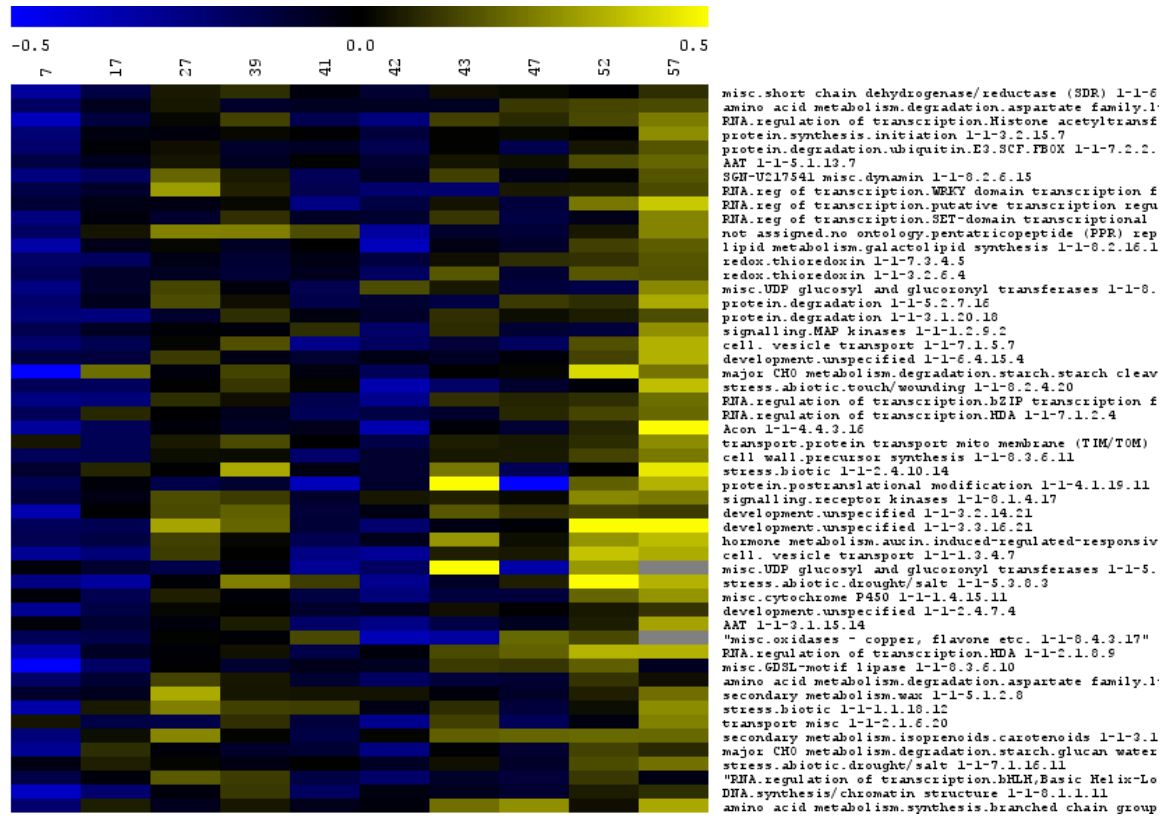 -0.5 0.0 0.5
7 17 27 39 41 42 43 47 52 57
misc.short chain dehydrogenase/reductase (SDR) 1-1-6
amino acid metabolism.degradation.aspartate family.l
RNA.regulation of transcription.Histone acetyltransf
protein.synthesis.initiation 1-1-3.2.15.7
protein.degradation.ubiquitin.E3.SCF.FBOX 1-1-7.2.2.
AAT 1-1-5.1.13.7
SGN-U217541 misc.dynamin 1-1-8.2.6.15
RNA.reg of transcription.WRKY domain transcription f
RNA.reg of transcription.putative transcription regu
RNA.reg of transcription.SET-domain transcriptional
not assigned.no ontology.pentatricopeptide (PPR) rep
lipid metabolism.galactolipid synthesis 1-1-8.2.16.1
redox.thioredoxin 1-1-7.3.4.5
redox.thioredoxin 1-1-3.2.6.4
misc.UDP glucosyl and glucoronyl transferases 1-1-8.
protein.degradation 1-1-5.2.7.16
protein.degradation 1-1-3.1.20.18
signalling.MAP kinases 1-1-1.2.9.2
cell. vesicle transport 1-1-7.1.5.7
development.unspecified 1-1-6.4.15.4
major CHO metabolism.degradation.starch.starch cleav
stress.abiotic.touch/wounding 1-1-8.2.4.20
RNA.regulation of transcription.bZIP transcription f
RNA.regulation of transcription.HDA 1-1-7.1.2.4
Acon 1-1-4.4.3.16
transport.protein transport mito membrane (TIM/TOM)
cell wall.precursor synthesis 1-1-8.3.6.11
stress.biotic 1-1-2.4.10.14
protein.postranslational modification 1-1-4.1.19.11
signalling.receptor kinases 1-1-8.1.4.17
development.unspecified 1-1-3.2.14.21
development.unspecified 1-1-3.3.16.21
hormone metabolism.auxin.induced-regulated-responsiv
cell. vesicle transport 1-1-1.3.4.7
misc.UDP glucosyl and glucoronyl transferases 1-1-5.
stress.abiotic.drought/salt 1-1-5.3.8.3
misc.cytochrome P450 1-1-1.4.15.11
development.unspecified 1-1-2.4.7.4
AAT 1-1-3.1.15.14
"misc.oxidases - copper, flavone etc. 1-1-8.4.3.17"
RNA.regulation of transcription.HDA 1-1-2.1.8.9
misc.GDSL-motif lipase 1-1-8.3.6.10
amino acid metabolism.degradation.aspartate family.l
secondary metabolism.wax 1-1-5.1.2.8
stress.biotic 1-1-1.1.18.12
transport misc 1-1-2.1.6.20
secondary metabolism.isoprenoids.carotenoids 1-1-3.1
major CHO metabolism.degradation.starch.glucan water
stress.abiotic.drought/salt 1-1-7.1.16.11
"RNA.regulation of transcription.bHLH,Basic Helix-Lo
DNA.synthesis/chromatin structure 1-1-8.1.1.11
amino acid metabolism.synthesis.branched chain group